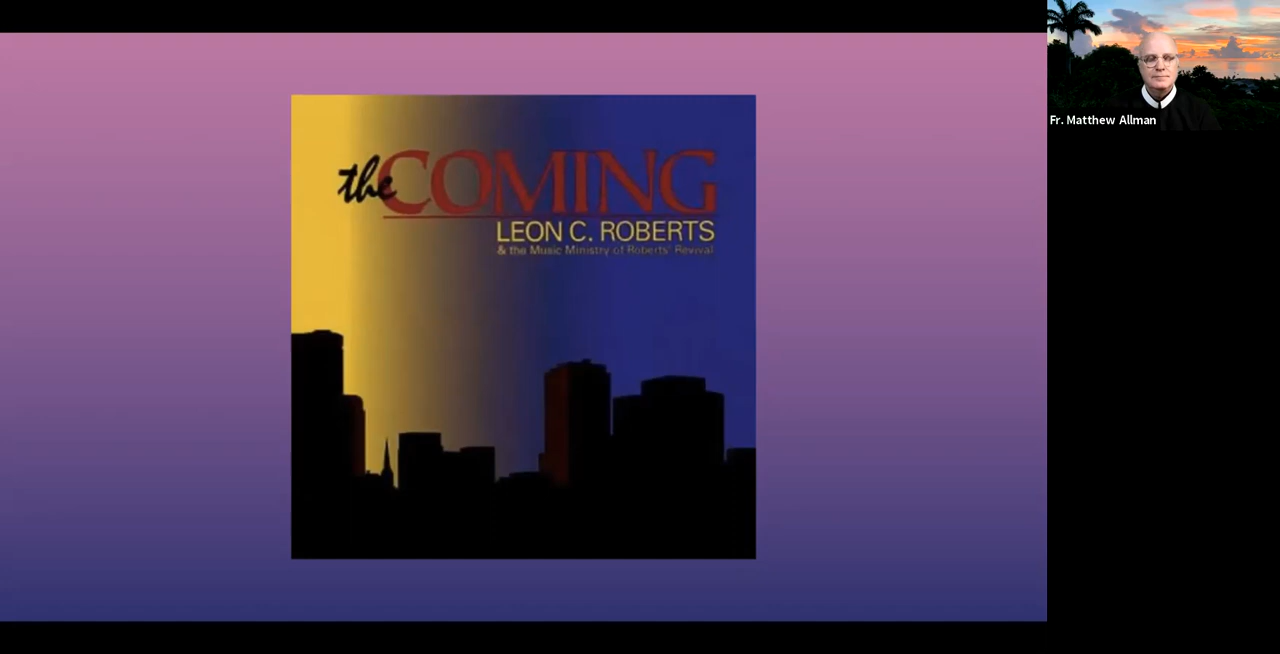 the COMING
LEON C. ROBERTS
& the Music Ministry of Roberts' Revival
Fr. Matthew Allman